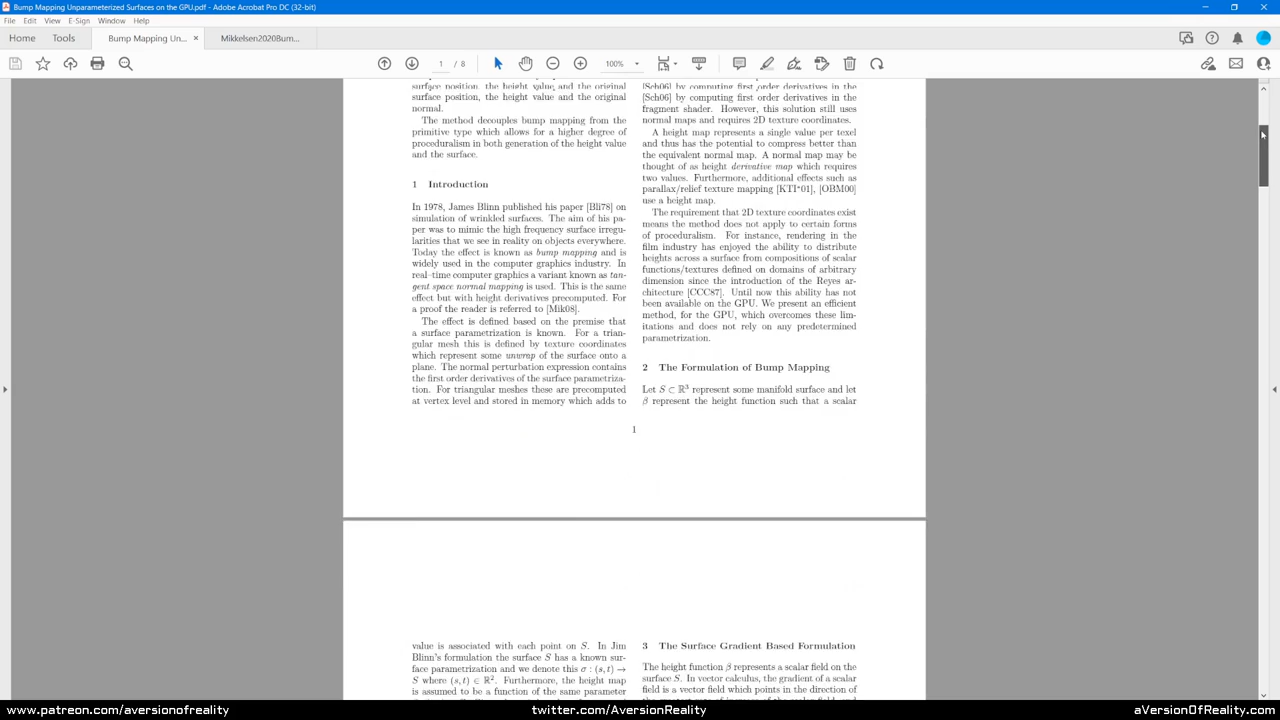 Bump Mapping Unparameterized Surfaces on the GPU.pdf - Adobe Acrobat Pro DC (32-bit)
File Edit View E-Sign Window Help
Home Tools Bump Mapping Un... × Mikkelsen2020Bum...
1 / 8 100%
surface position, the height value and the original
normal.
The method decouples bump mapping from the
primitive type which allows for a higher degree of
proceduralism in both generation of the height value
and the surface.
1 Introduction
In 1978, James Blinn published his paper [Bli78] on
simulation of wrinkled surfaces. The aim of his pa-
per was to mimic the high frequency surface irregu-
larities that we see in reality on objects everywhere.
Today the effect is known as bump mapping and is
widely used in the computer graphics industry. In
real-time computer graphics a variant known as tan-
gent space normal mapping is used. This is the same
effect but with height derivatives precomputed. For
a proof the reader is referred to [Mik08].
The effect is defined based on the premise that
a surface parametrization is known. For a trian-
gular mesh this is defined by texture coordinates
which represent some unwrap of the surface onto a
plane. The normal perturbation expression contains
the first order derivatives of the surface parametriza-
tion. For triangular meshes these are precomputed
at vertex level and stored in memory which adds to
[Sch06] by computing first order derivatives in the
fragment shader. However, this solution still uses
normal maps and requires 2D texture coordinates.
A height map represents a single value per texel
and thus has the potential to compress better than
the equivalent normal map. A normal map may be
thought of as height derivative map which requires
two values. Furthermore, additional effects such as
parallax/relief texture mapping [KTI*01], [OBM00]
use a height map.
The requirement that 2D texture coordinates exist
means the method does not apply to certain forms
of proceduralism. For instance, rendering in the
film industry has enjoyed the ability to distribute
heights across a surface from compositions of scalar
functions/textures defined on domains of arbitrary
dimension since the introduction of the Reyes ar-
chitecture [CCC87]. Until now this ability has not
been available on the GPU. We present an efficient
method, for the GPU, which overcomes these lim-
itations and does not rely on any predetermined
parametrization.
2 The Formulation of Bump Mapping
Let S ⊂ ℝ³ represent some manifold surface and let
β represent the height function such that a scalar
1
value is associated with each point on S. In Jim
Blinn's formulation the surface S has a known sur-
face parametrization and we denote this σ : (s, t) →
S where (s, t) ∈ ℝ². Furthermore, the height map
is assumed to be a function of the same parameter
3 The Surface Gradient Based Formulation
The height function β represents a scalar field on the
surface S. In vector calculus, the gradient of a scalar
field is a vector field which points in the direction of
www.patreon.com/aversionofreality twitter.com/AversionReality aVersionOfReality.com